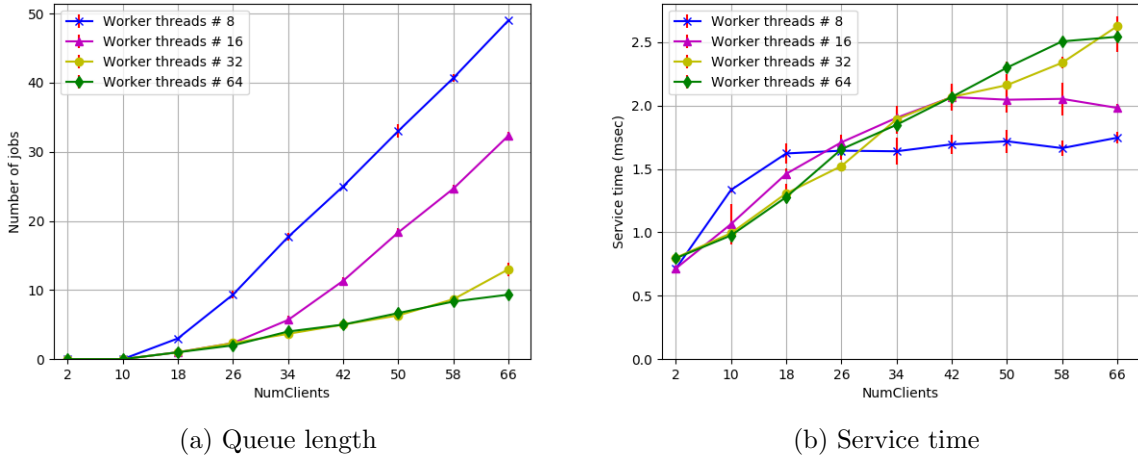 50
40
30
20
10
0
Number of jobs
Worker threads # 8
Worker threads # 16
Worker threads # 32
Worker threads # 64
2 10 18 26 34 42 50 58 66
NumClients
(a) Queue length
2.5
2.0
1.5
1.0
0.5
0.0
Service time (msec)
Worker threads # 8
Worker threads # 16
Worker threads # 32
Worker threads # 64
2 10 18 26 34 42 50 58 66
NumClients
(b) Service time